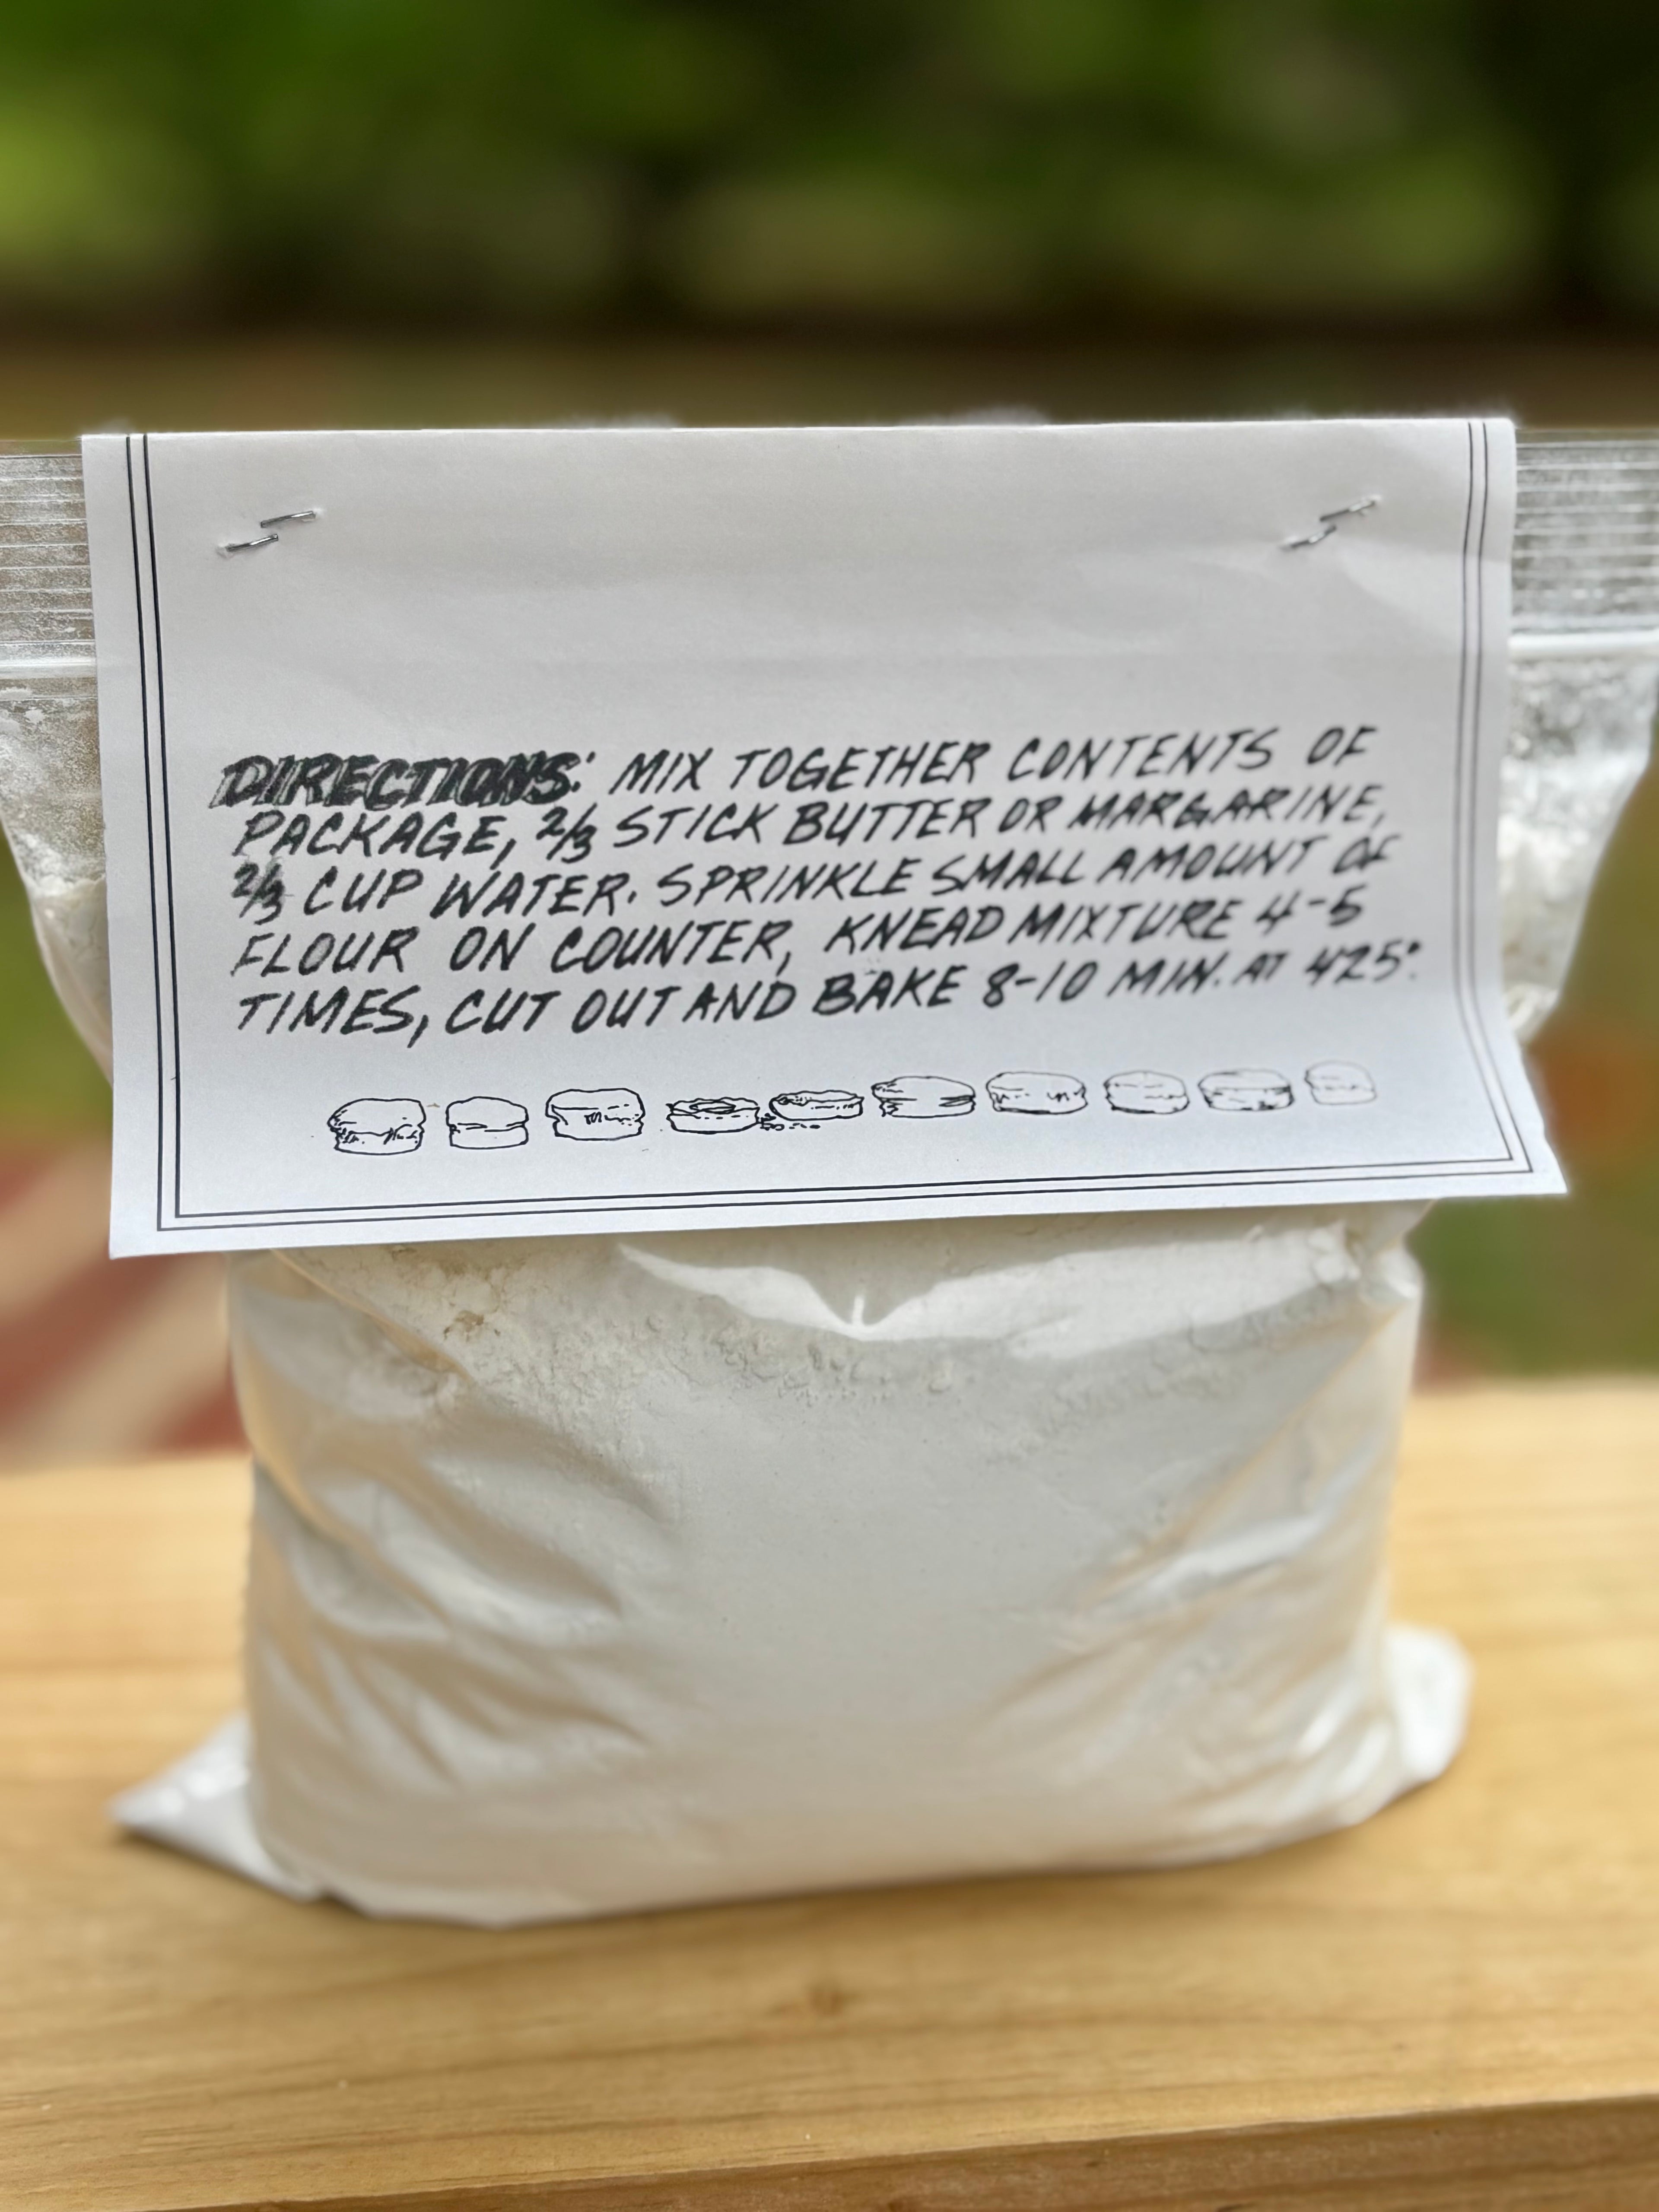 DIRECTIONS: MIX TOGETHER CONTENTS OF
PACKAGE, 2/3 STICK BUTTER OR MARGARINE,
2/3 CUP WATER. SPRINKLE SMALL AMOUNT OF
FLOUR ON COUNTER, KNEAD MIXTURE 4-5
TIMES, CUT OUT AND BAKE 8-10 MIN. AT 425°.